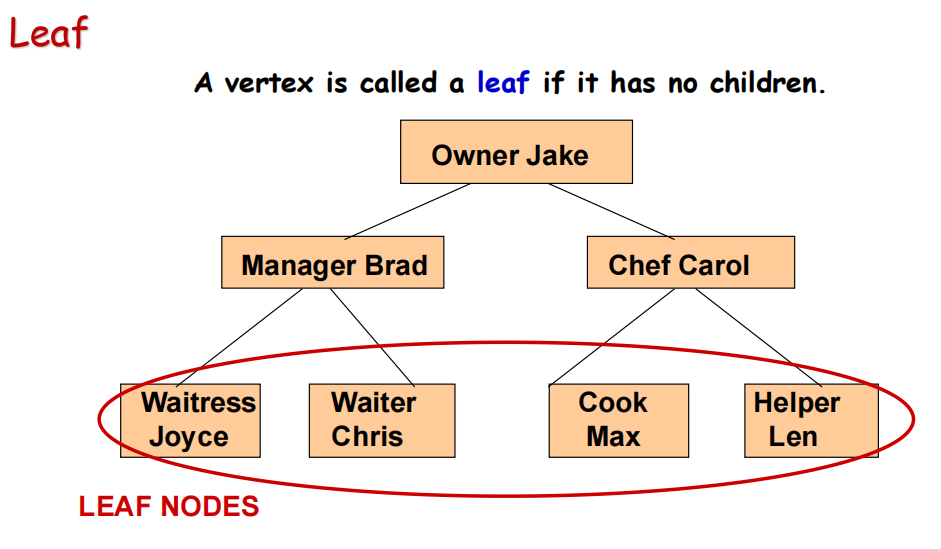 Leaf
A vertex is called a leaf if it has no children.
Owner Jake
Manager Brad
Chef Carol
Waitress
Joyce
Waiter
Chris
Cook
Max
Helper
Len
LEAF NODES